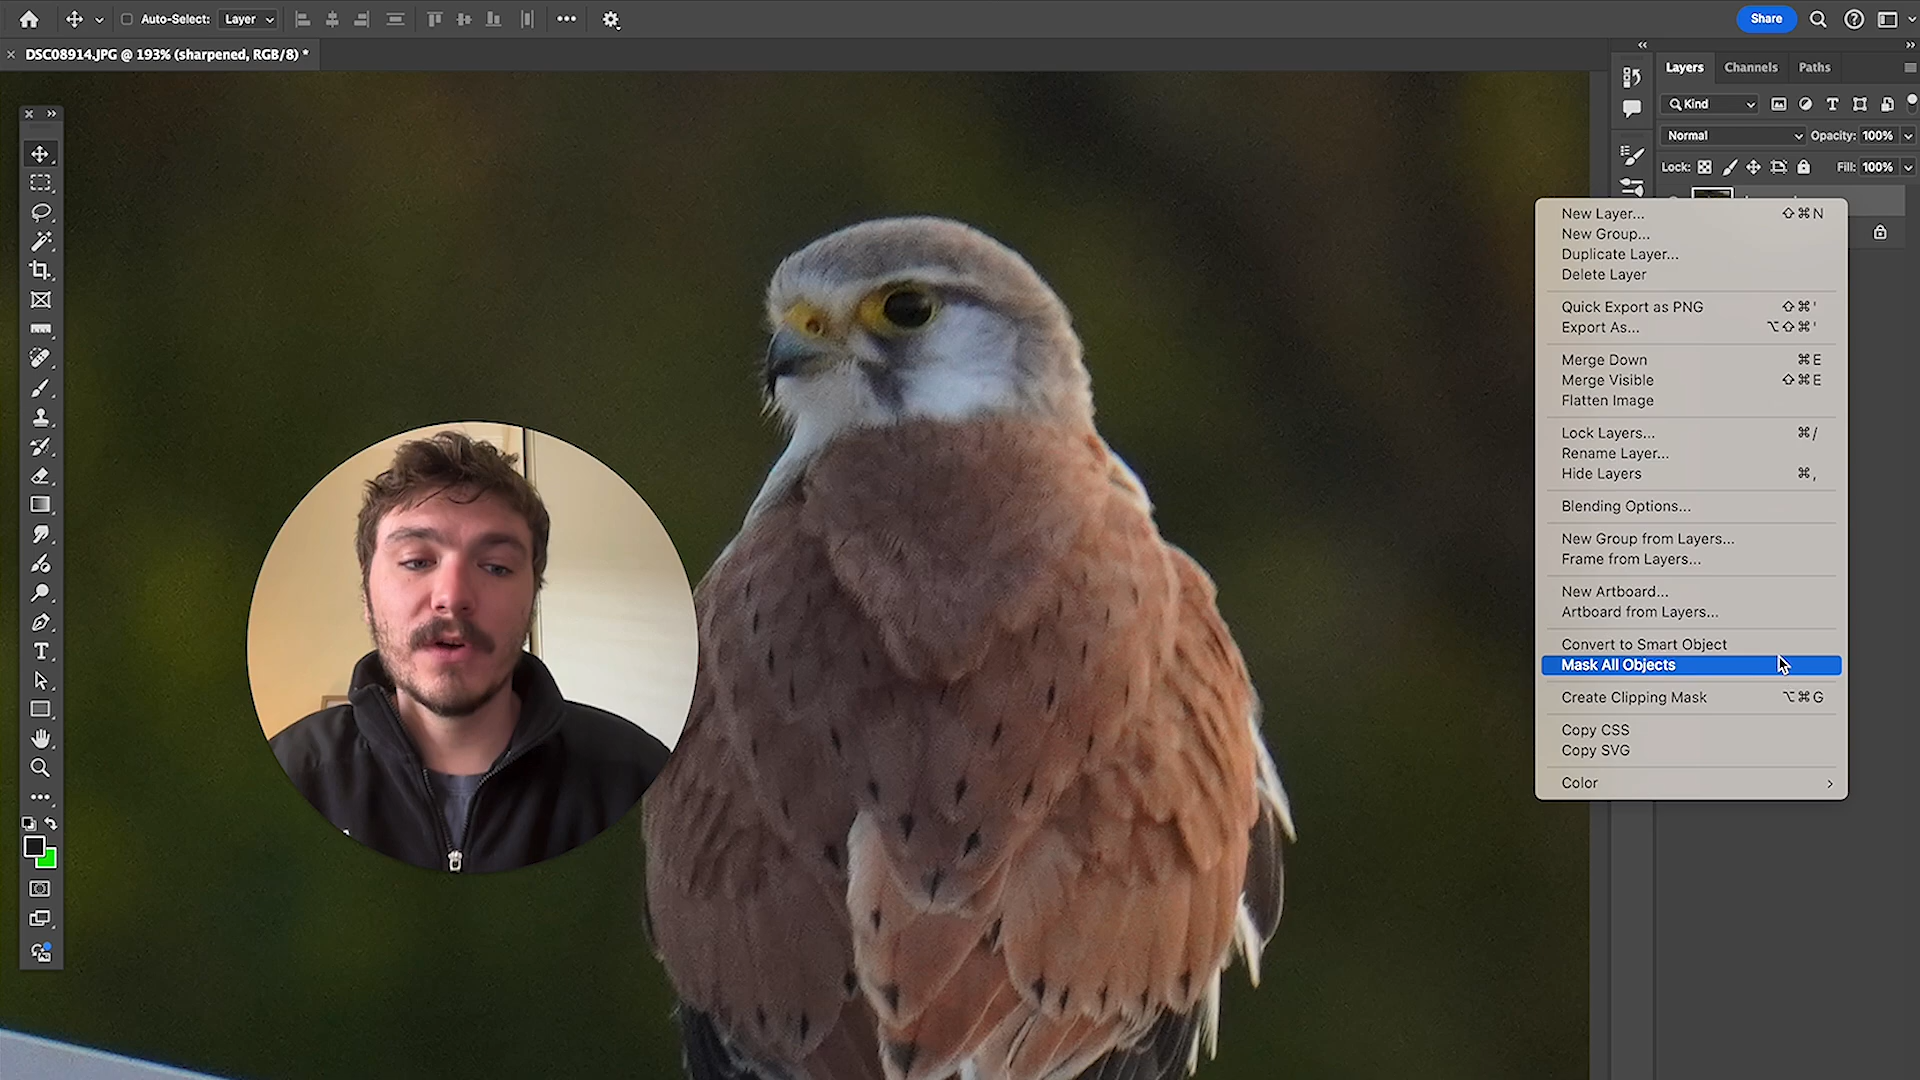 Auto-Select: Layer
Share
DSC08914.JPG @ 193% (sharpened, RGB/8) *
Layers Channels Paths
Kind
Normal Opacity: 100%
Lock: Fill: 100%
New Layer... ⇧⌘N
New Group...
Duplicate Layer...
Delete Layer
Quick Export as PNG ⇧⌘'
Export As... ⌥⇧⌘'
Merge Down ⌘E
Merge Visible ⇧⌘E
Flatten Image
Lock Layers... ⌘/
Rename Layer...
Hide Layers ⌘,
Blending Options...
New Group from Layers...
Frame from Layers...
New Artboard...
Artboard from Layers...
Convert to Smart Object
Mask All Objects
Create Clipping Mask ⌥⌘G
Copy CSS
Copy SVG
Color